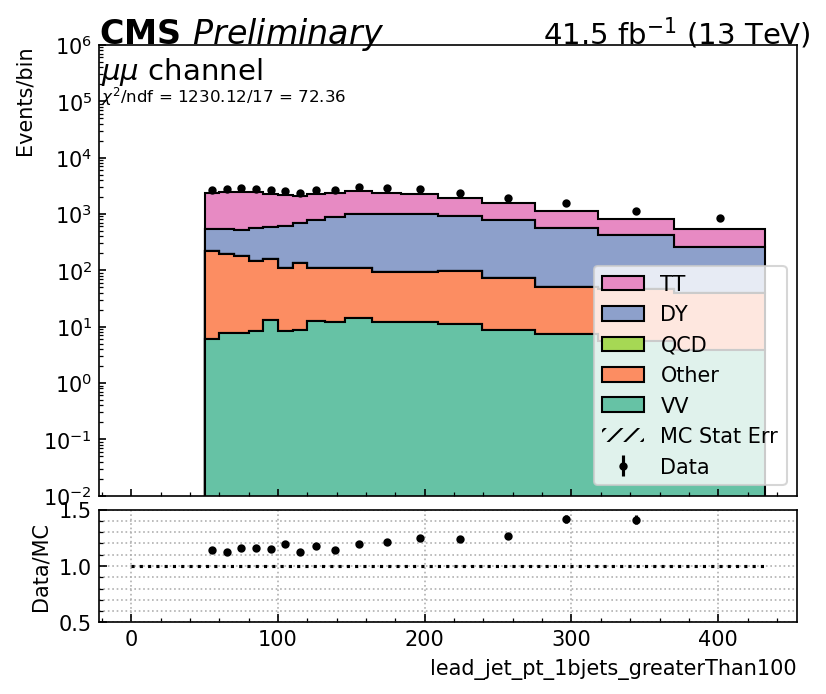 CMS Preliminary 41.5 fb⁻¹ (13 TeV)
μμ channel
χ²/ndf = 1230.12/17 = 72.36
Events/bin
10⁶
10⁵
10⁴
10³
10²
10¹
10⁰
10⁻¹
10⁻²
TT
DY
QCD
Other
VV
MC Stat Err
Data
Data/MC
1.5
1.0
0.5
0 100 200 300 400
lead_jet_pt_1bjets_greaterThan100